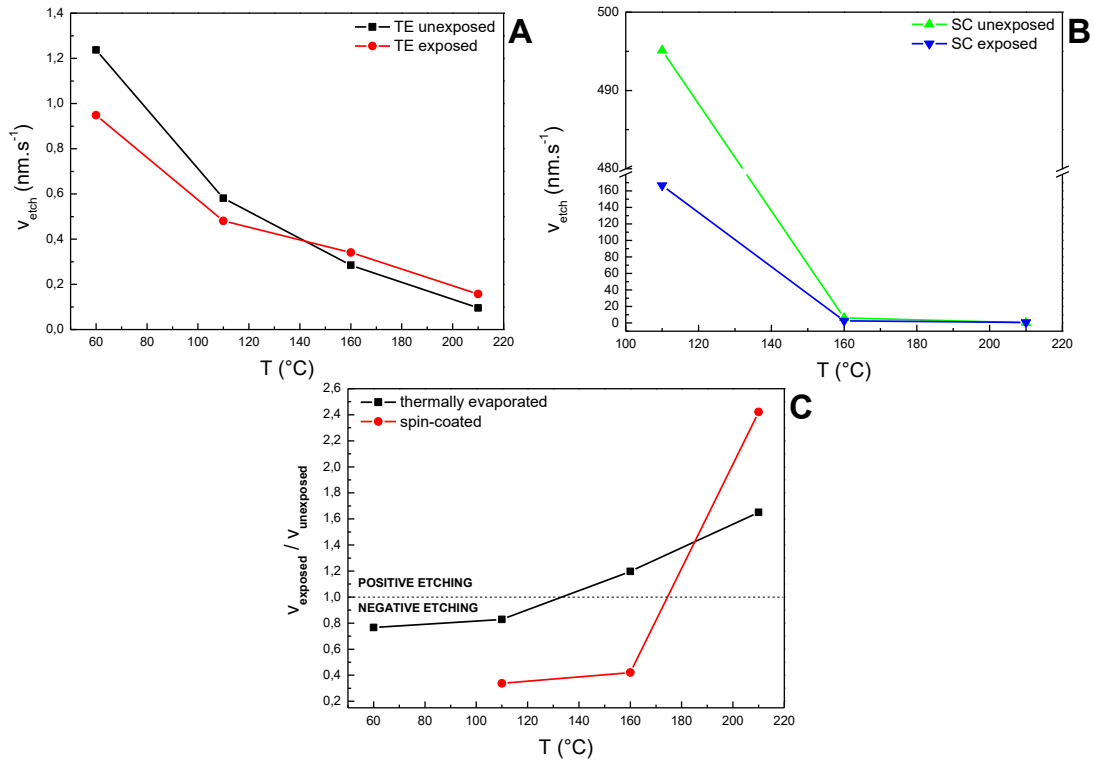 A
TE unexposed
TE exposed
1,4
1,2
1,0
0,8
0,6
0,4
0,2
0,0
v_etch (nm.s⁻¹)
60 80 100 120 140 160 180 200 220
T (°C)
B
SC unexposed
SC exposed
500
490
480
160
140
120
100
80
60
40
20
0
v_etch (nm.s⁻¹)
100 120 140 160 180 200 220
T (°C)
C
thermally evaporated
spin-coated
2,6
2,4
2,2
2,0
1,8
1,6
1,4
1,2
1,0
0,8
0,6
0,4
0,2
v_exposed / v_unexposed
POSITIVE ETCHING
NEGATIVE ETCHING
60 80 100 120 140 160 180 200 220
T (°C)